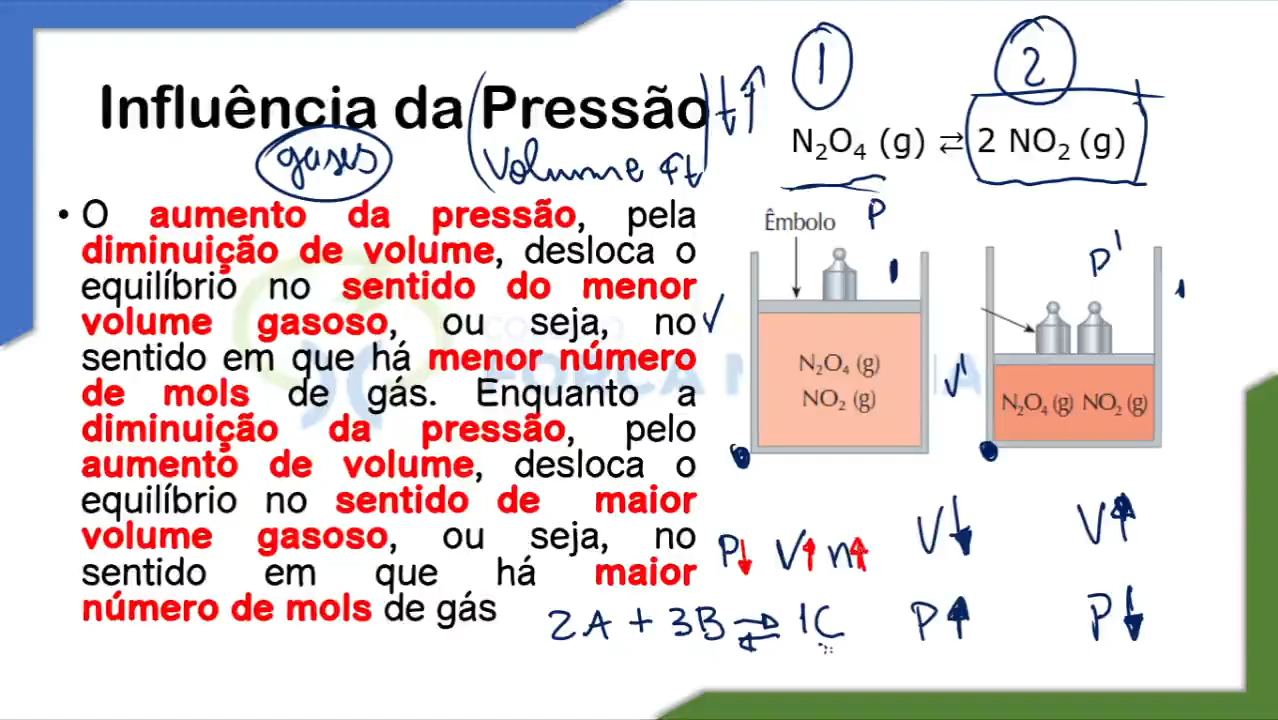 Influência da Pressão
gases
Volume
1
2
N₂O₄ (g) ⇄ 2 NO₂ (g)
• O aumento da pressão, pela
diminuição de volume, desloca o
equilíbrio no sentido do menor
volume gasoso, ou seja, no
sentido em que há menor número
de mols de gás. Enquanto a
diminuição da pressão, pelo
aumento de volume, desloca o
equilíbrio no sentido de maior
volume gasoso, ou seja, no
sentido em que há maior
número de mols de gás
Êmbolo
P
P'
V'
N₂O₄ (g)
NO₂ (g)
N₂O₄ (g) NO₂ (g)
P↓ V↑ n↑
V↓
V↑
P↑
P↓
2A + 3B ⇄ 1C